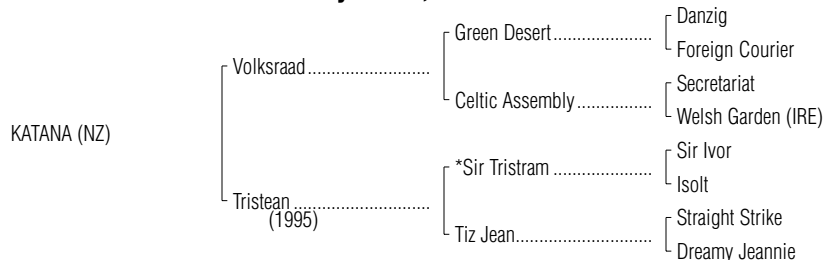 Danzig
Green Desert
Foreign Courier
Volksraad
Secretariat
Celtic Assembly
Welsh Garden (IRE)
KATANA (NZ)
Sir Ivor
*Sir Tristram
Isolt
Tristean
(1995)
Straight Strike
Tiz Jean
Dreamy Jeannie